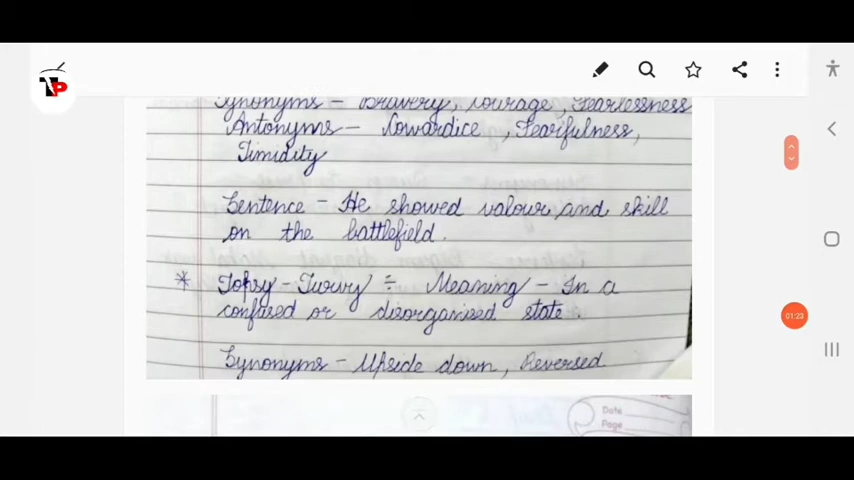 Synonyms - Bravery, Courage, Fearlessness
Antonyms - Cowardice, Fearfulness,
Timidity
Sentence - He showed valour and skill
on the battlefield.
* Topsy-Turvy ÷ Meaning - In a
confused or disorganised state.
Synonyms - Upside down, Reversed
Date
Page
01:23
TP